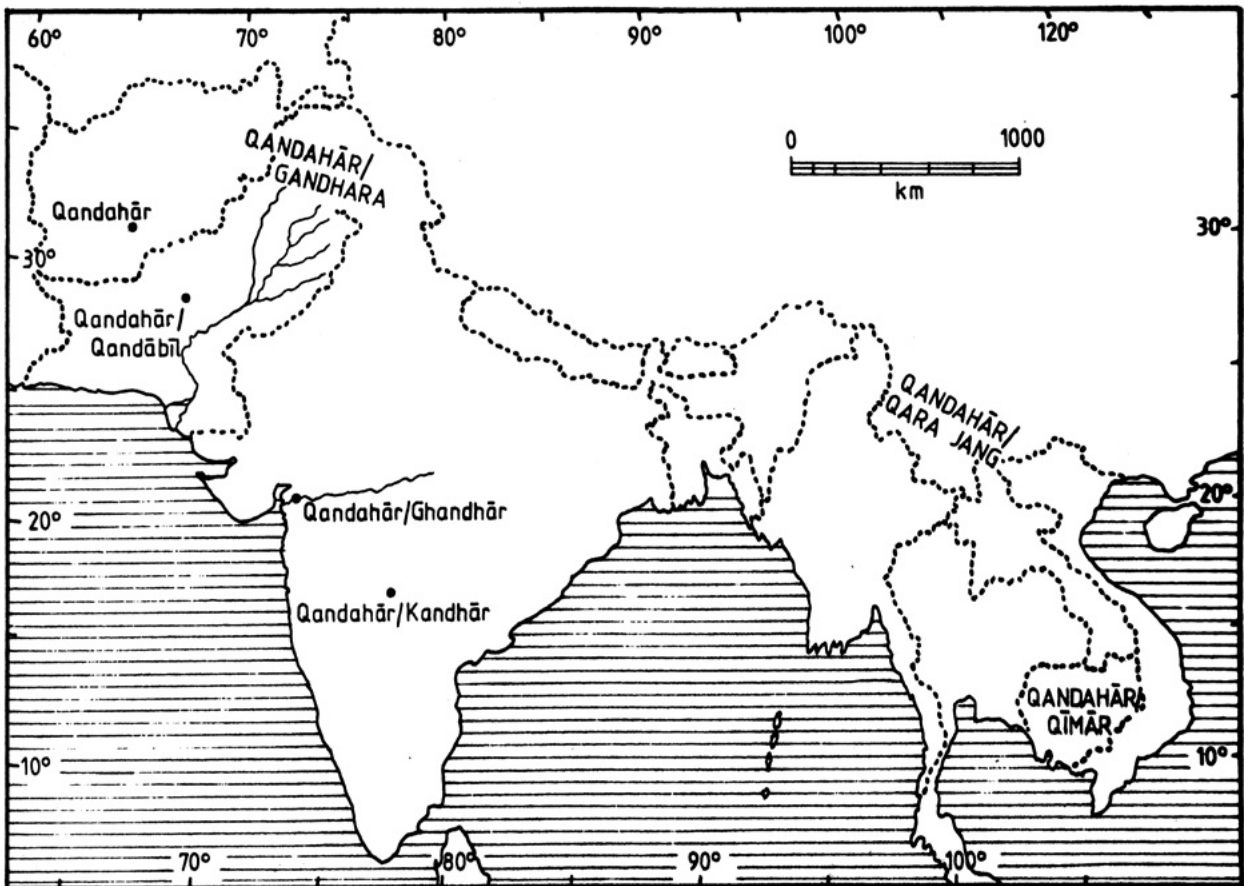 60°
70°
80°
90°
100°
120°
QANDAHĀR/
GANDHARA
0 1000
km
Qandahār
30°
30°
Qandahār/
Qandābīl
QANDAHĀR/
QARA JANG
20°
20°
Qandahār/Ghandhār
Qandahār/Kandhār
QANDAHĀR/
QĪMĀR
10°
10°
70°
80°
90°
100°